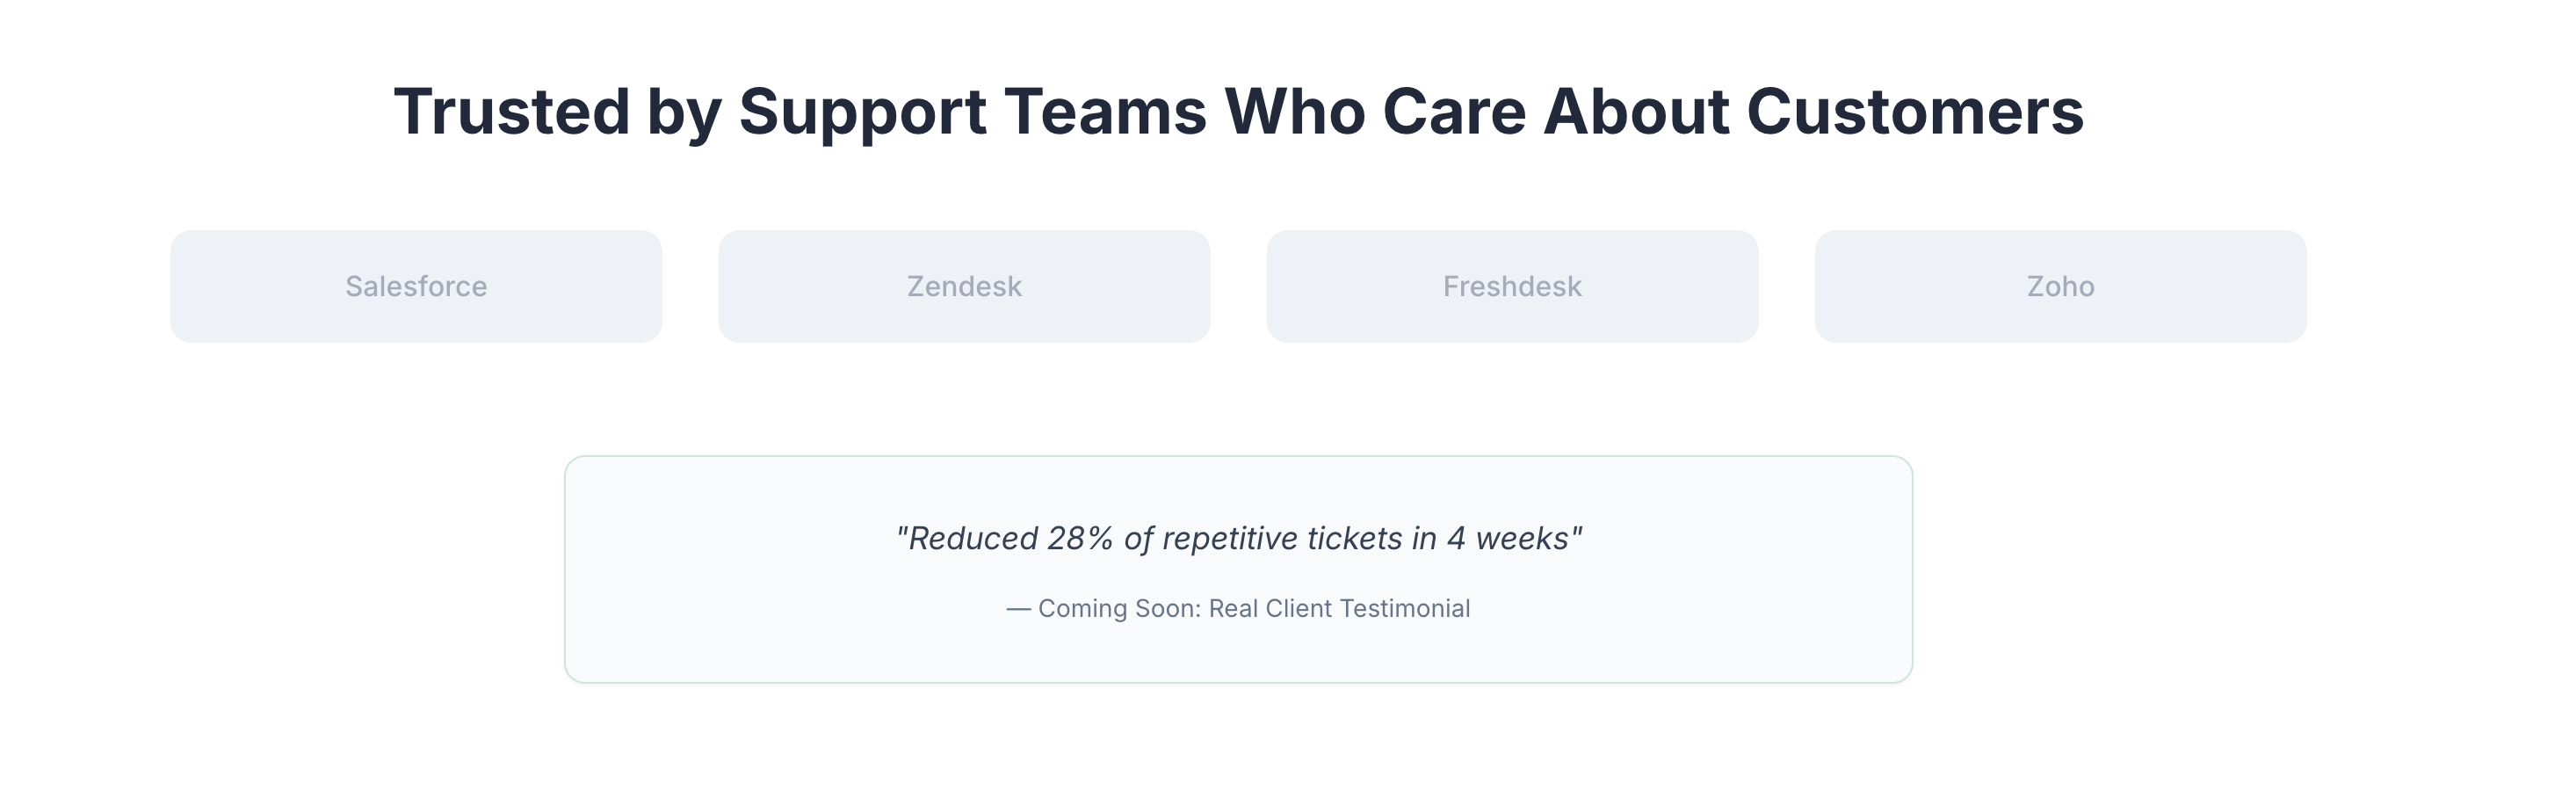 Trusted by Support Teams Who Care About Customers
Salesforce
Zendesk
Freshdesk
Zoho
"Reduced 28% of repetitive tickets in 4 weeks"
— Coming Soon: Real Client Testimonial